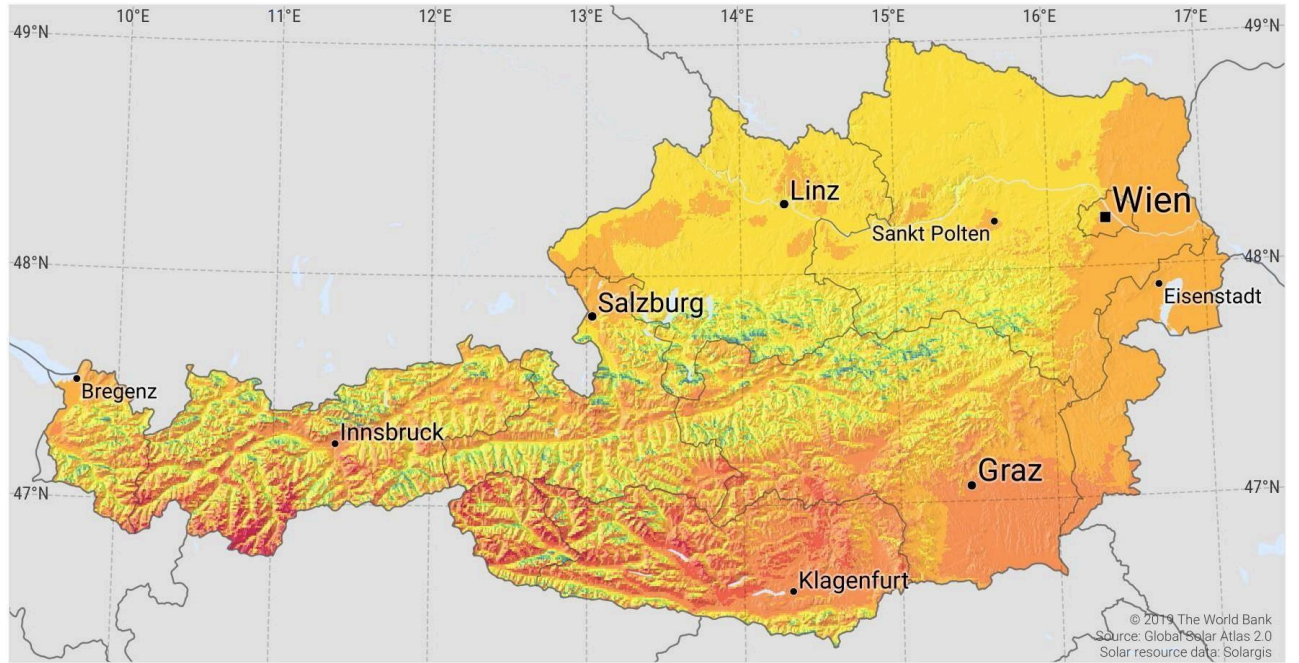 10°E 11°E 12°E 13°E 14°E 15°E 16°E 17°E
49°N 49°N
Linz
Wien
Sankt Polten
48°N 48°N
Eisenstadt
Salzburg
Bregenz
Innsbruck
Graz
47°N 47°N
Klagenfurt
© 2019 The World Bank
Source: Global Solar Atlas 2.0
Solar resource data: Solargis